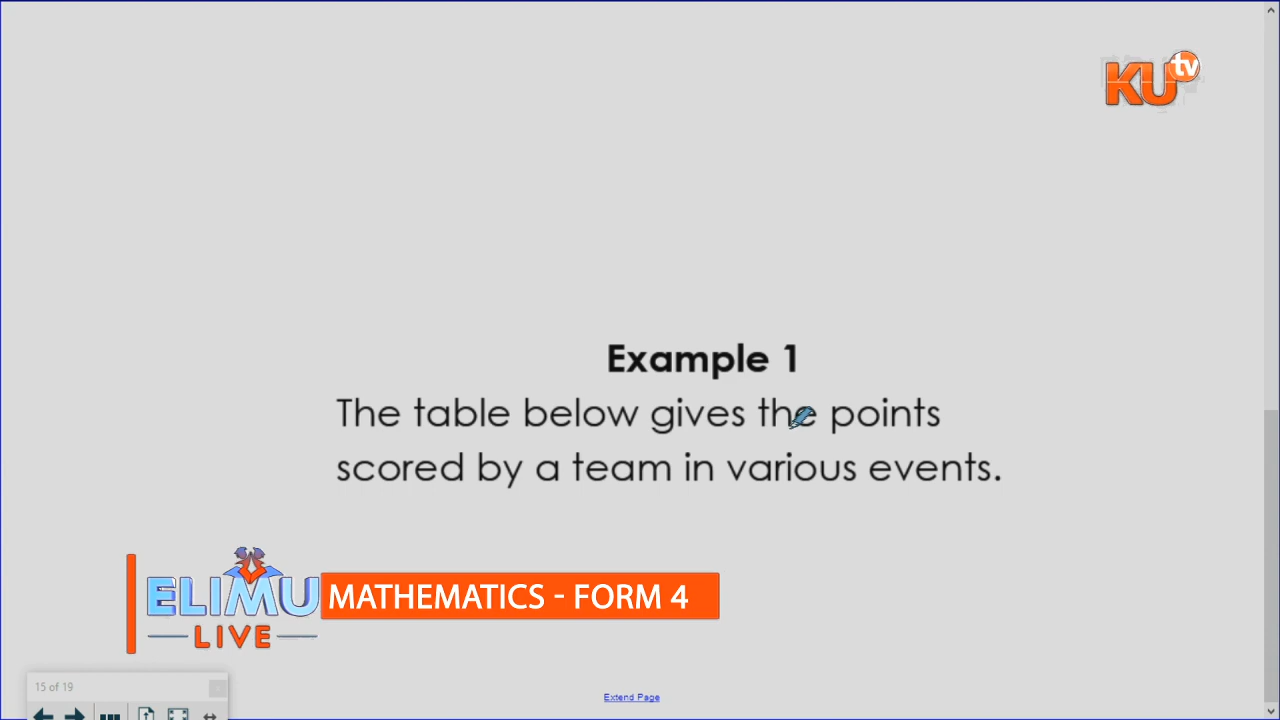 KU tv
Example 1
The table below gives the points
scored by a team in various events.
ELIMU
LIVE
MATHEMATICS - FORM 4
15 of 19
Extend Page